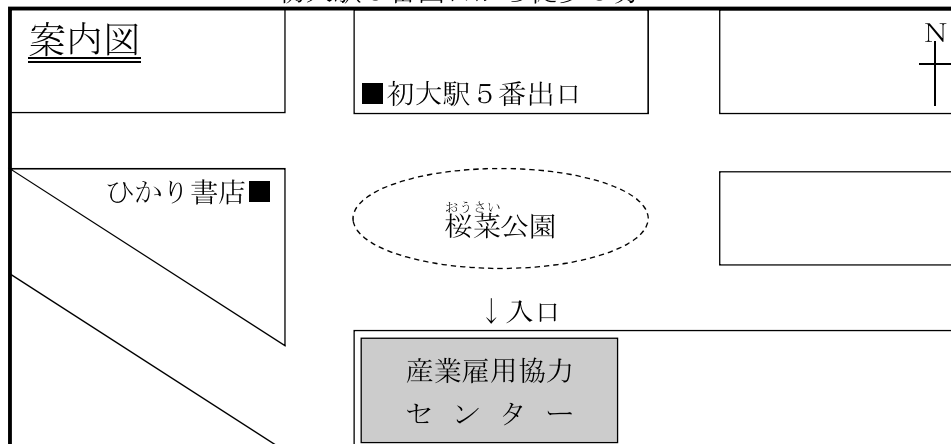 案内図
N
■初大駅５番出口
ひかり書店■
おうさい
桜菜公園
↓入口
産業雇用協力
センター